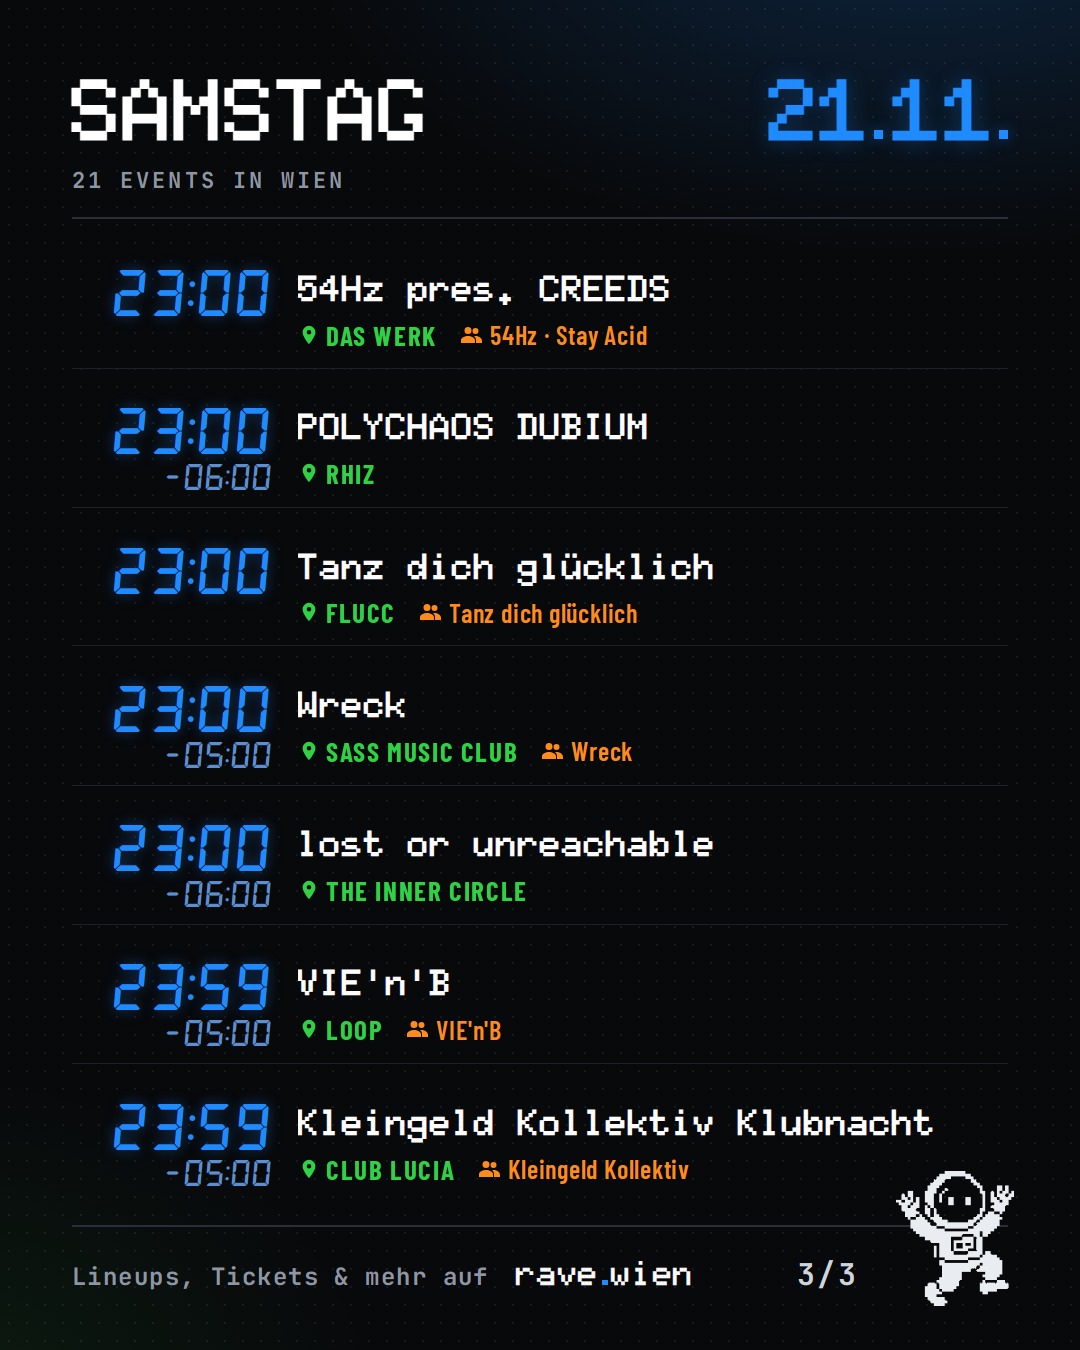 SAMSTAG 21.11.
21 EVENTS IN WIEN
23:00 54Hz pres. CREEDS
DAS WERK 54Hz · Stay Acid
23:00 POLYCHAOS DUBIUM
-06:00 RHIZ
23:00 Tanz dich glücklich
FLUCC Tanz dich glücklich
23:00 Wreck
-05:00 SASS MUSIC CLUB Wreck
23:00 lost or unreachable
-06:00 THE INNER CIRCLE
23:59 VIE'n'B
-05:00 LOOP VIE'n'B
23:59 Kleingeld Kollektiv Klubnacht
-05:00 CLUB LUCIA Kleingeld Kollektiv
Lineups, Tickets & mehr auf rave.wien 3/3